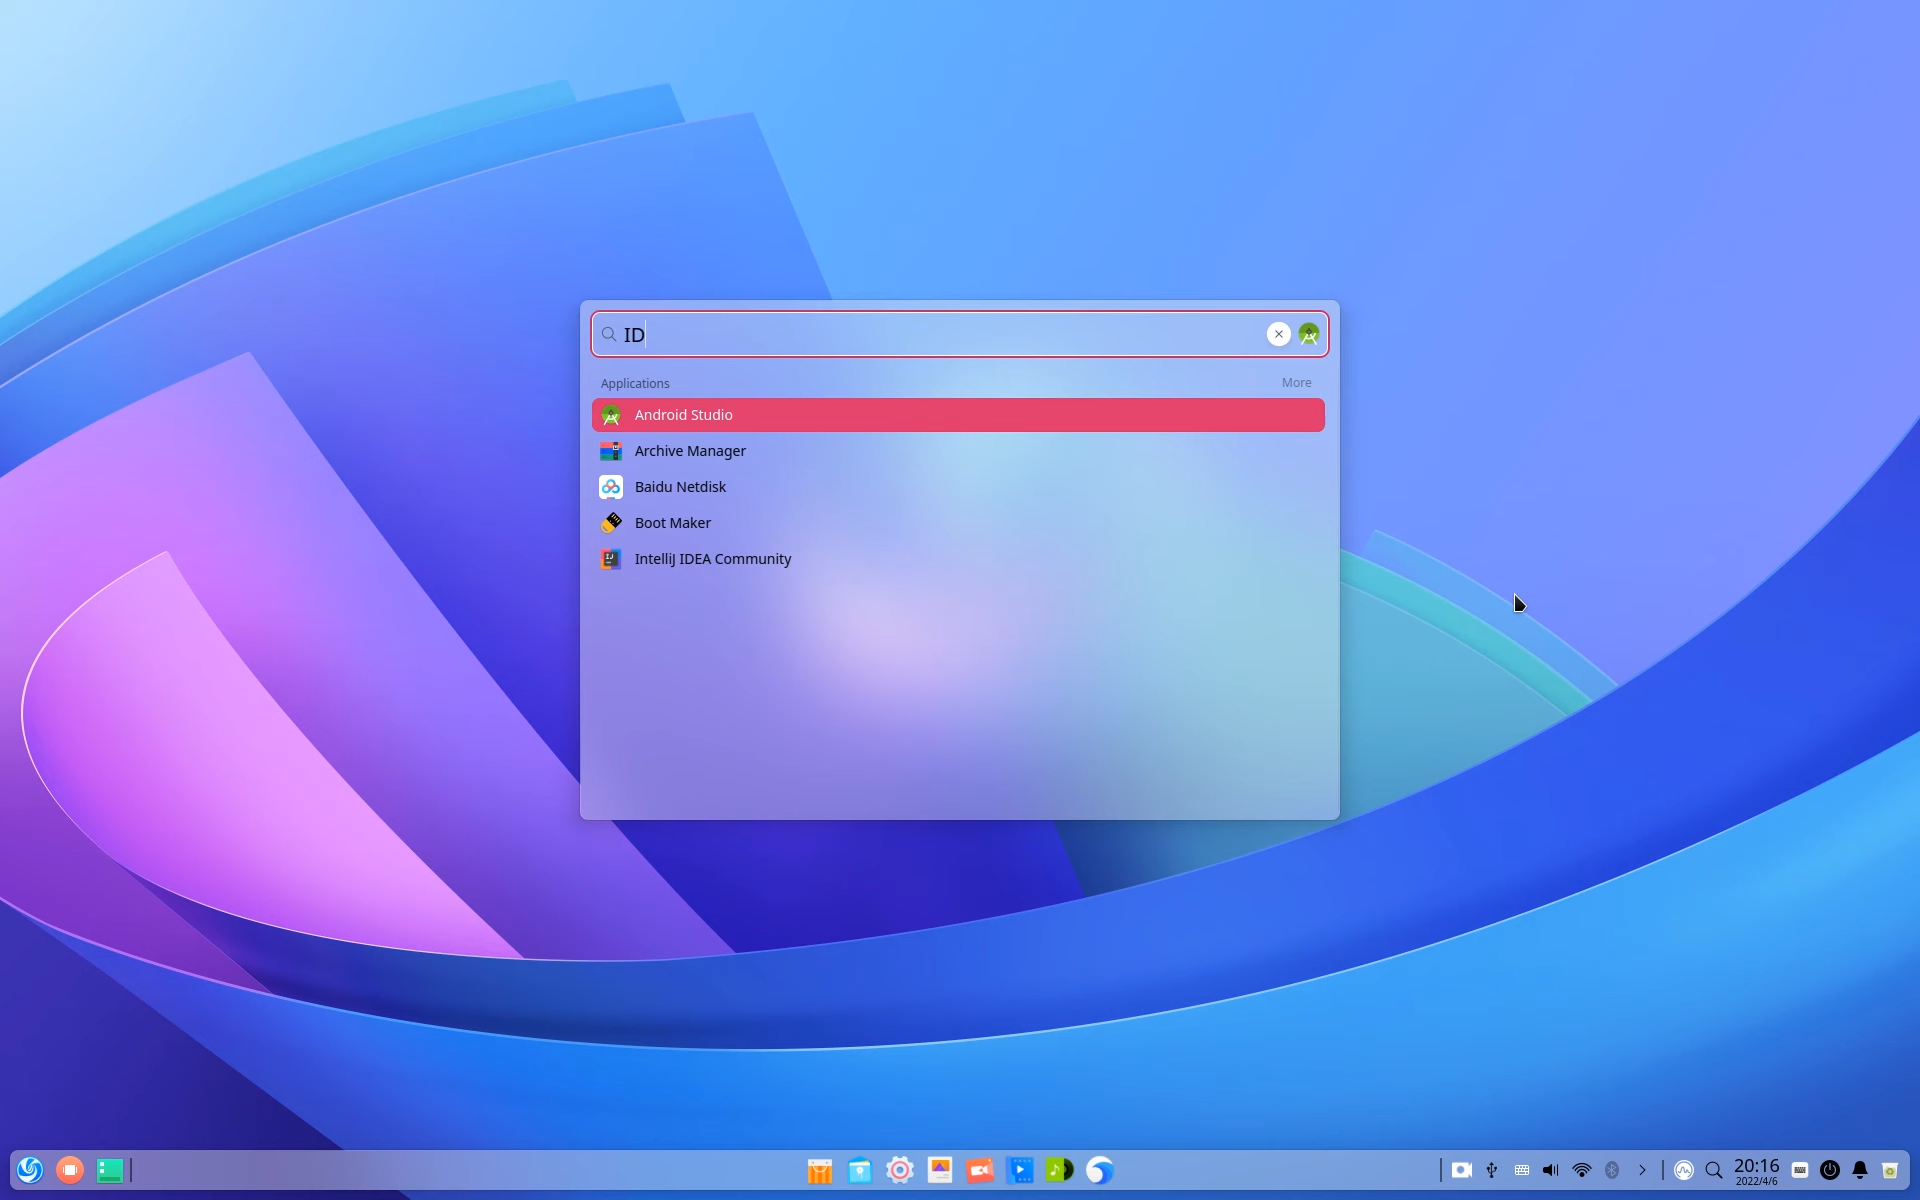 ID
Applications More
Android Studio
Archive Manager
Baidu Netdisk
Boot Maker
IntelliJ IDEA Community
20:16
2022/4/6